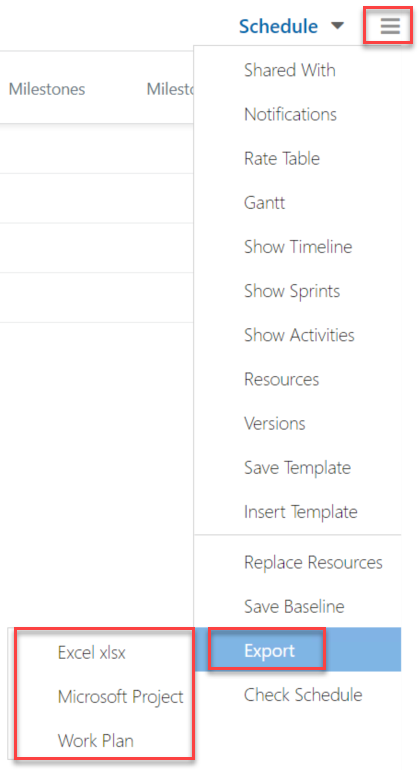 Schedule
Milestones Milesto
Shared With
Notifications
Rate Table
Gantt
Show Timeline
Show Sprints
Show Activities
Resources
Versions
Save Template
Insert Template
Replace Resources
Save Baseline
Export
Check Schedule
Excel xlsx
Microsoft Project
Work Plan